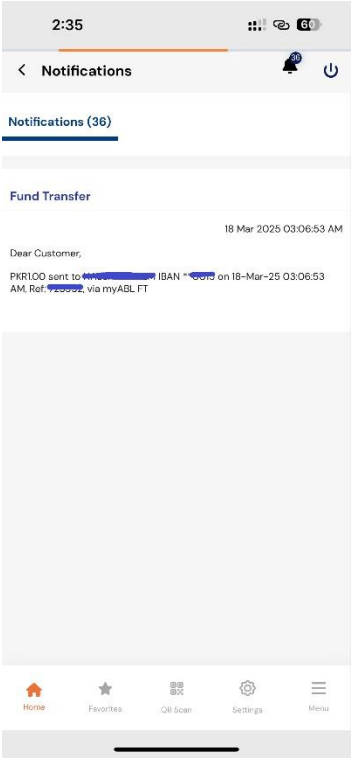 2:35
60
Notifications
36
Notifications (36)
Fund Transfer
18 Mar 2025 03:06:53 AM
Dear Customer,
PKR1.00 sent to IBAN ** on 18-Mar-25 03:06:53
AM, Ref: , via myABL FT
Home
Favorites
QR Scan
Settings
Menu